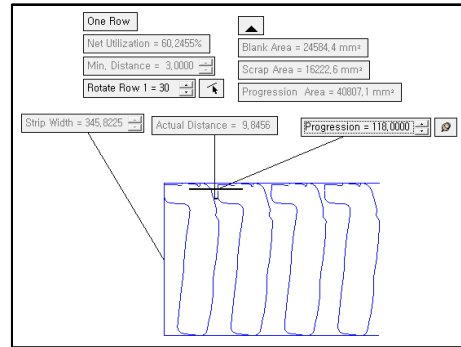 One Row
Net Utilization = 60,2455%
Min, Distance = 3,0000
Rotate Row 1 = 30
Blank Area = 24584,4 mm²
Scrap Area = 16222,6 mm²
Progression Area = 40807,1 mm²
Strip Width = 345,8225
Actual Distance = 9,8456
Progression = 118,0000